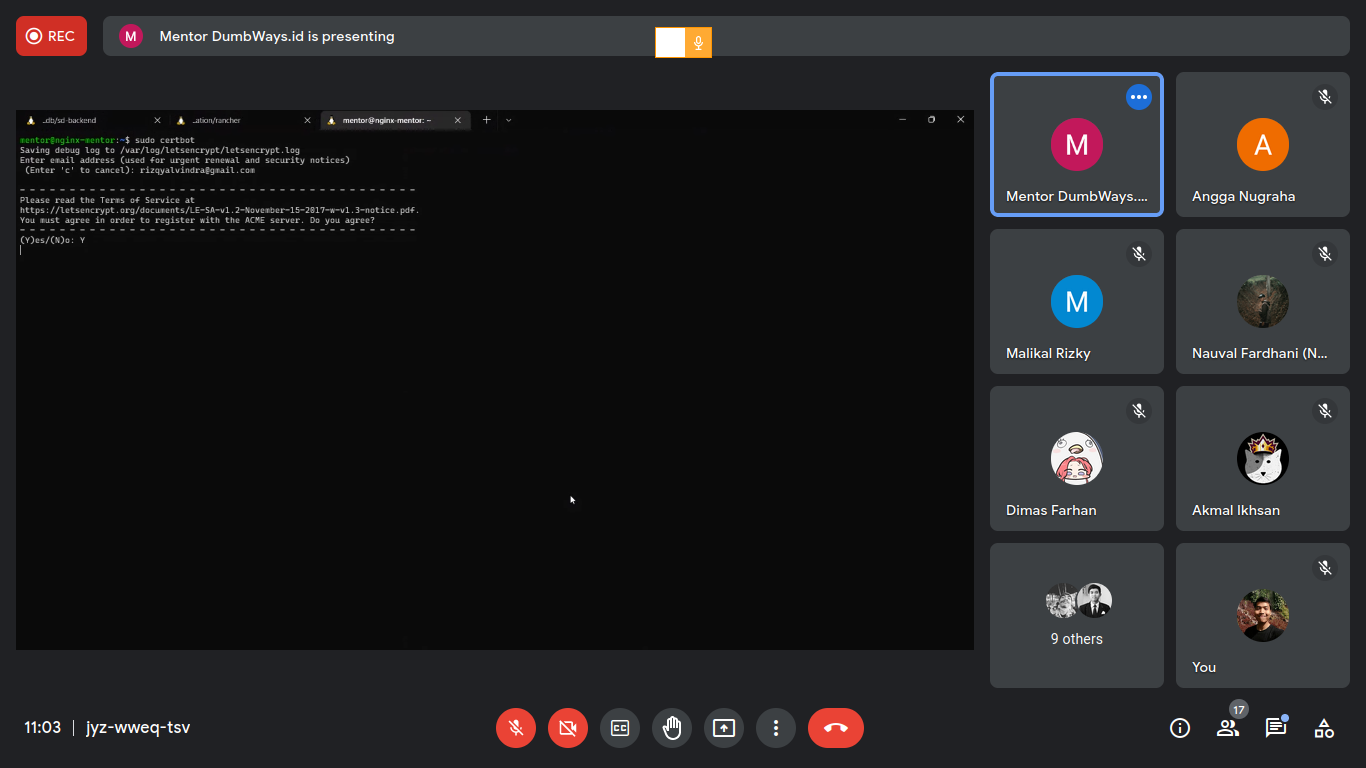 REC
M
Mentor DumbWays.id is presenting
..db/sd-backend
..ation/rancher
mentor@nginx-mentor: ~
mentor@nginx-mentor:~$ sudo certbot
Saving debug log to /var/log/letsencrypt/letsencrypt.log
Enter email address (used for urgent renewal and security notices)
(Enter 'c' to cancel): rizqyalvindra@gmail.com
- - - - - - - - - - - - - - - - - - - - - - - - - - - - - - - - - - - - - - - -
Please read the Terms of Service at
https://letsencrypt.org/documents/LE-SA-v1.2-November-15-2017-w-v1.3-notice.pdf.
You must agree in order to register with the ACME server. Do you agree?
- - - - - - - - - - - - - - - - - - - - - - - - - - - - - - - - - - - - - - - -
(Y)es/(N)o: Y
M
Mentor DumbWays....
A
Angga Nugraha
M
Malikal Rizky
Nauval Fardhani (N...
Dimas Farhan
Akmal Ikhsan
9 others
You
11:03 | jyz-wweq-tsv
CC
17